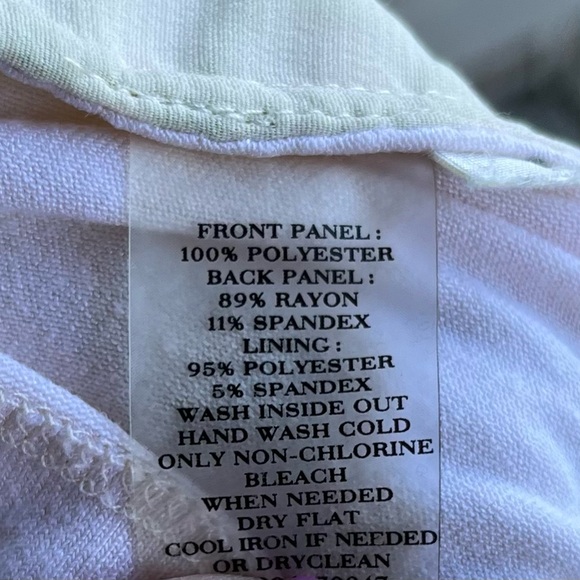 FRONT PANEL :
100% POLYESTER
BACK PANEL :
89% RAYON
11% SPANDEX
LINING :
95% POLYESTER
5% SPANDEX
WASH INSIDE OUT
HAND WASH COLD
ONLY NON-CHLORINE
BLEACH
WHEN NEEDED
DRY FLAT
COOL IRON IF NEEDED
OR DRYCLEAN